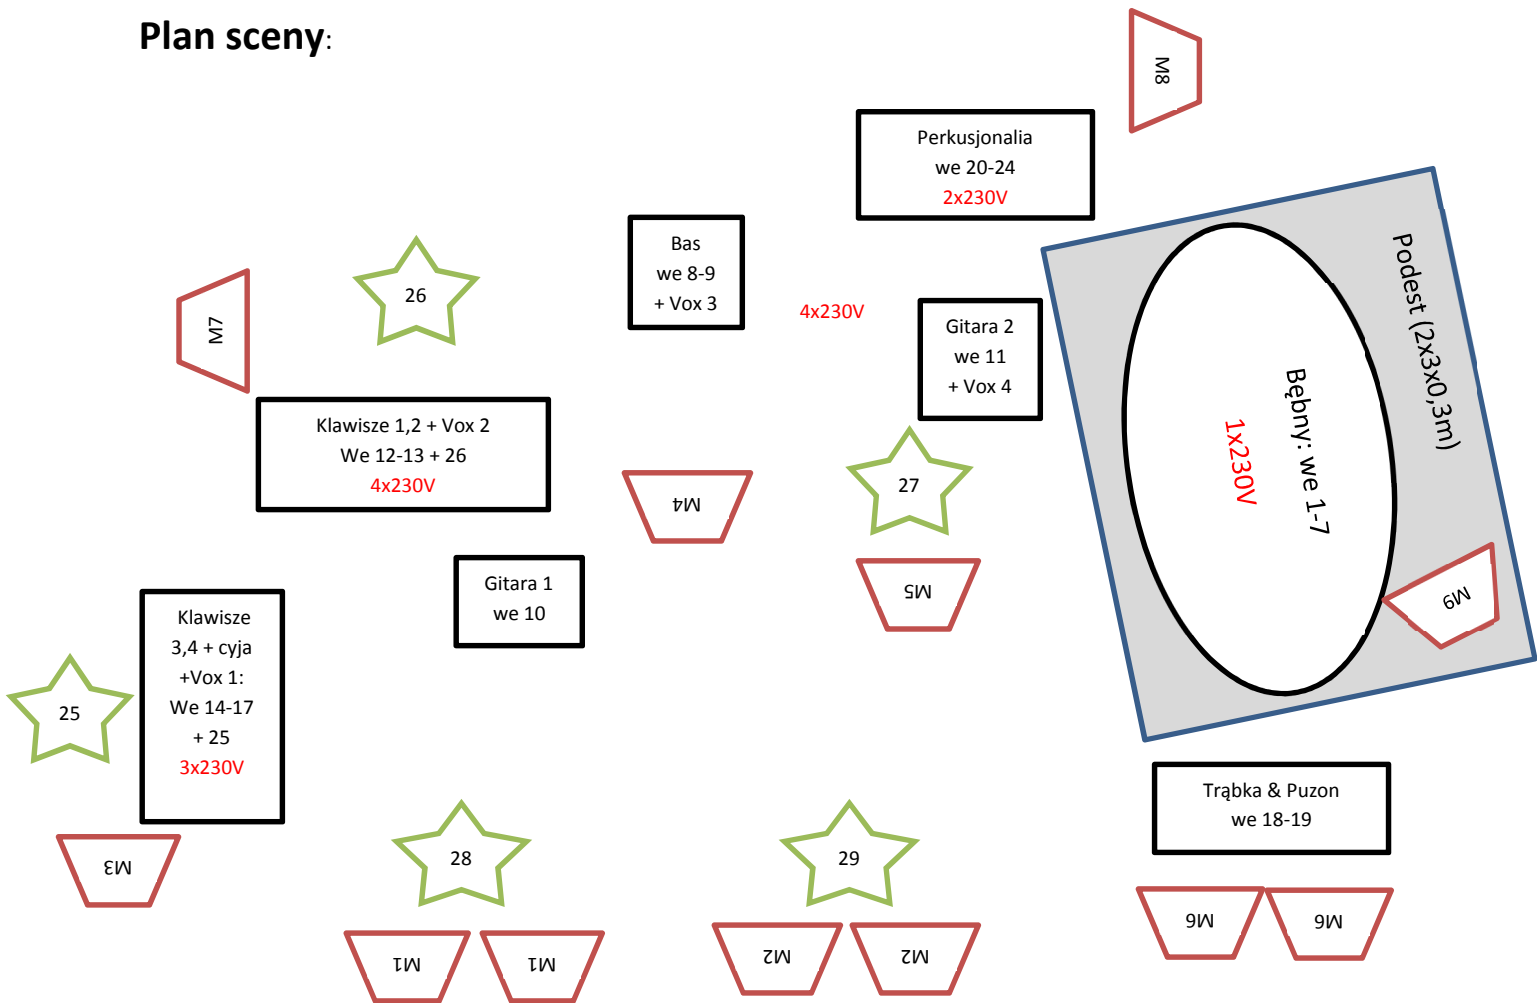 Plan sceny:
M8
Perkusjonalia
we 20-24
2x230V
Bas
we 8-9
+ Vox 3
26
M7
4x230V
Gitara 2
we 11
+ Vox 4
Podest (2x3x0,3m)
Bębny: we 1-7
1x230V
Klawisze 1,2 + Vox 2
We 12-13 + 26
4x230V
M4
27
M5
Gitara 1
we 10
M9
Klawisze
3,4 + cyja
+Vox 1:
We 14-17
+ 25
3x230V
25
Trąbka & Puzon
we 18-19
M3
28
29
M6
M6
M1
M1
M2
M2